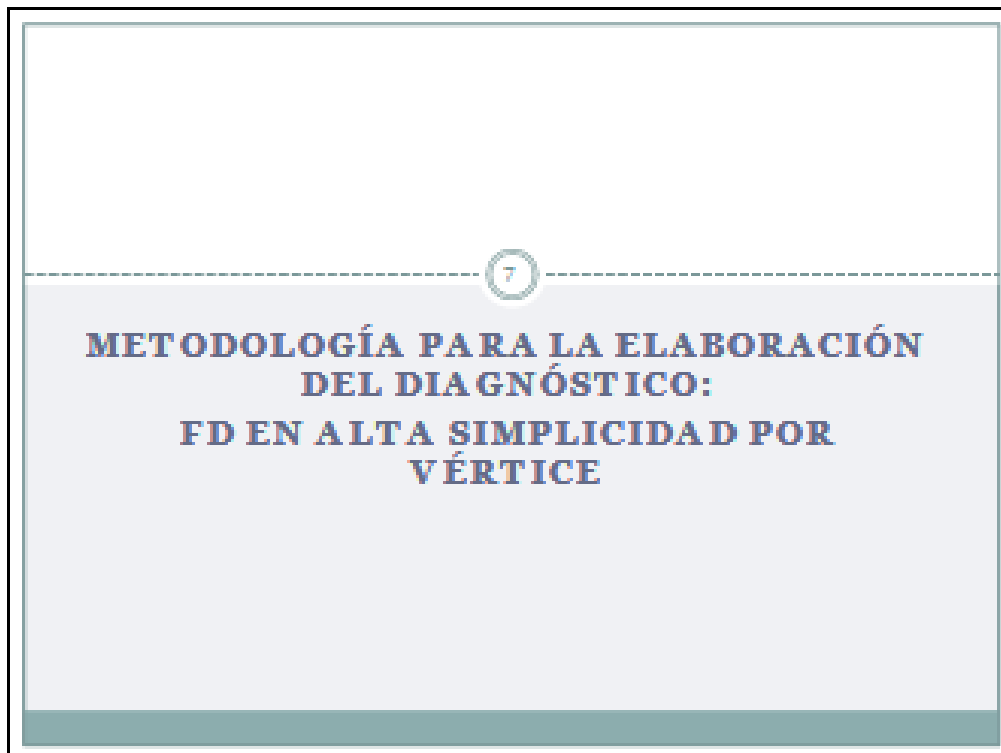 7
METODOLOGÍA PARA LA ELABORACIÓN
DEL DIAGNÓSTICO:
FD EN ALTA SIMPLICIDAD POR
VÉRTICE